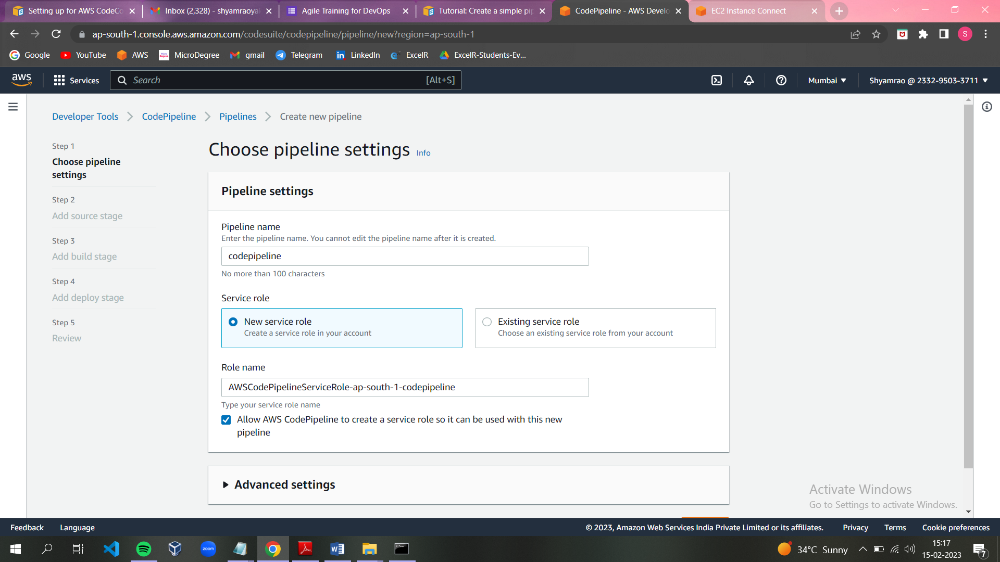 Setting up for AWS CodeCo
Inbox (2,328) - shyamraoyal
Agile Training for DevOps
Tutorial: Create a simple pip
CodePipeline - AWS Develo
EC2 Instance Connect
ap-south-1.console.aws.amazon.com/codesuite/codepipeline/pipeline/new?region=ap-south-1
S
Google
YouTube
AWS
MicroDegree
gmail
Telegram
LinkedIn
ExcelR
ExcelR-Students-Ev...
aws
Services
Search
[Alt+S]
Mumbai
Shyamrao @ 2332-9503-3711
Developer Tools
CodePipeline
Pipelines
Create new pipeline
Step 1
Choose pipeline
settings
Step 2
Add source stage
Step 3
Add build stage
Step 4
Add deploy stage
Step 5
Review
Choose pipeline settings Info
Pipeline settings
Pipeline name
Enter the pipeline name. You cannot edit the pipeline name after it is created.
codepipeline
No more than 100 characters
Service role
New service role
Create a service role in your account
Existing service role
Choose an existing service role from your account
Role name
AWSCodePipelineServiceRole-ap-south-1-codepipeline
Type your service role name
Allow AWS CodePipeline to create a service role so it can be used with this new
pipeline
Advanced settings
Activate Windows
Go to Settings to activate Windows.
Feedback
Language
© 2023, Amazon Web Services India Private Limited or its affiliates.
Privacy
Terms
Cookie preferences
zoom
34°C Sunny
15:17
15-02-2023
7